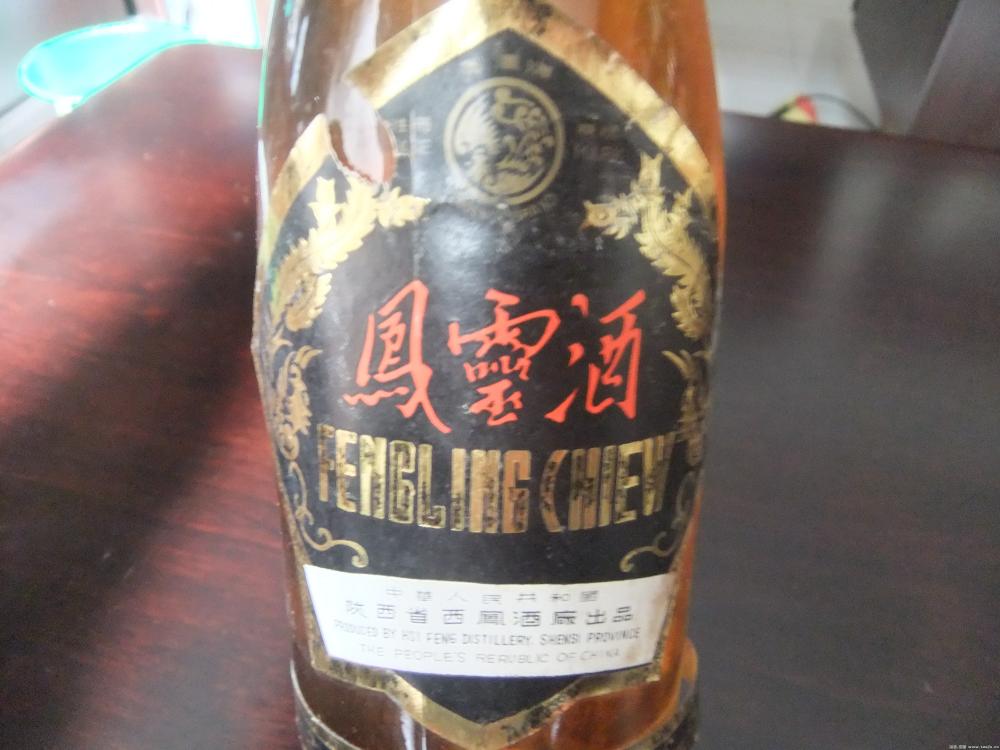 鳳靈酒
FENGLING CHIEW
中華人民共和國
陜西省西鳳酒廠出品
PRODUCED BY HSI FENG DISTILLERY. SHENSI PROVINCE
THE PEOPLE'S REPUBLIC OF CHINA